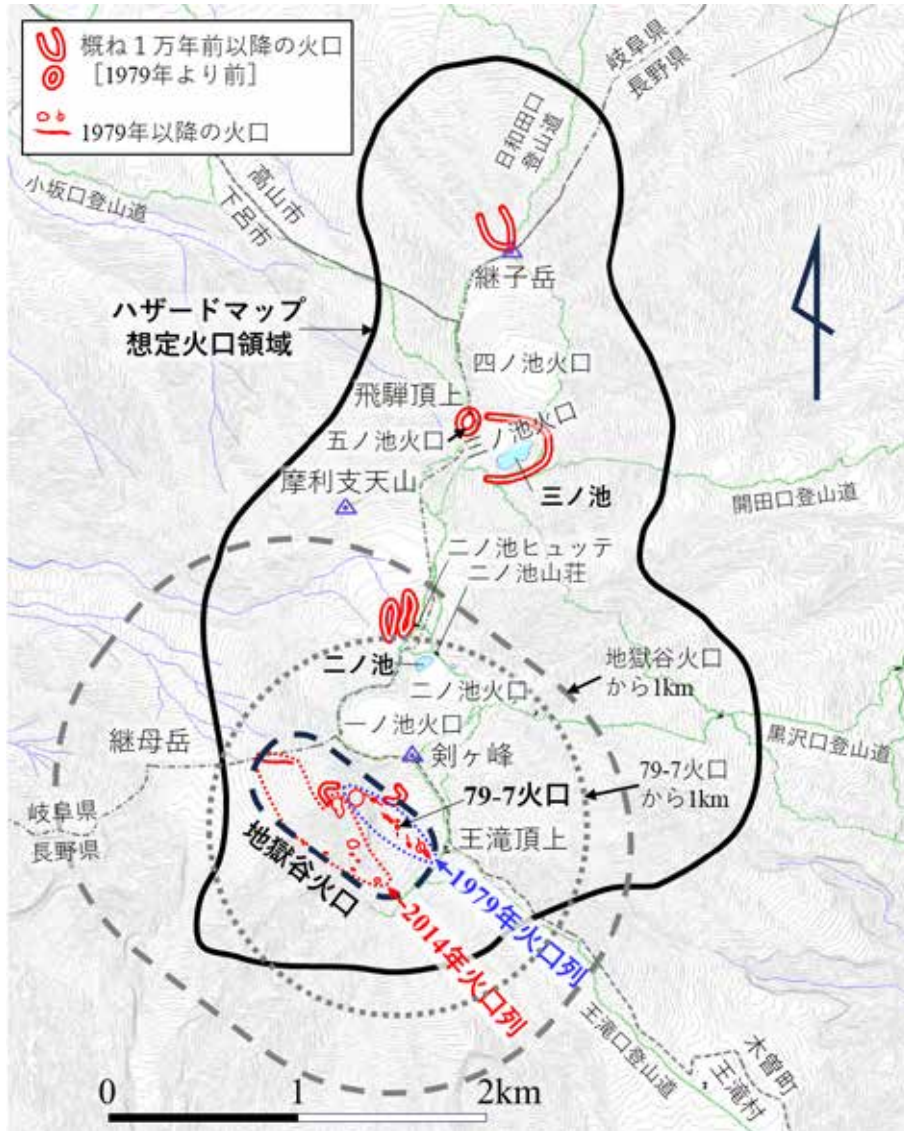 概ね１万年前以降の火口
［1979年より前］
1979年以降の火口
岐阜県
長野県
日和田口
登山道
小坂口登山道
高山市
下呂市
継子岳
ハザードマップ
想定火口領域
四ノ池火口
飛騨頂上
五ノ池火口
三ノ池火口
摩利支天山
三ノ池
開田口登山道
二ノ池ヒュッテ
二ノ池山荘
二ノ池
地獄谷火口
から1km
二ノ池火口
一ノ池火口
黒沢口登山道
継母岳
剣ヶ峰
79-7火口
から1km
79-7火口
岐阜県
長野県
王滝頂上
地獄谷火口
1979年火口列
2014年火口列
王滝口登山道
木曽町
王滝村
0
1
2km